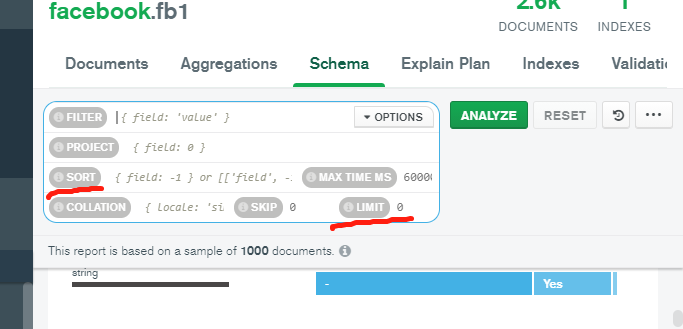 facebook.fb1
2.6k
DOCUMENTS
1
INDEXES
Documents
Aggregations
Schema
Explain Plan
Indexes
Validatio
FILTER
{ field: 'value' }
OPTIONS
ANALYZE
RESET
PROJECT
{ field: 0 }
SORT
{ field: -1 } or [['field', -.
MAX TIME MS
60000
COLLATION
{ locale: 'si
SKIP
0
LIMIT
0
This report is based on a sample of 1000 documents.
string
-
Yes